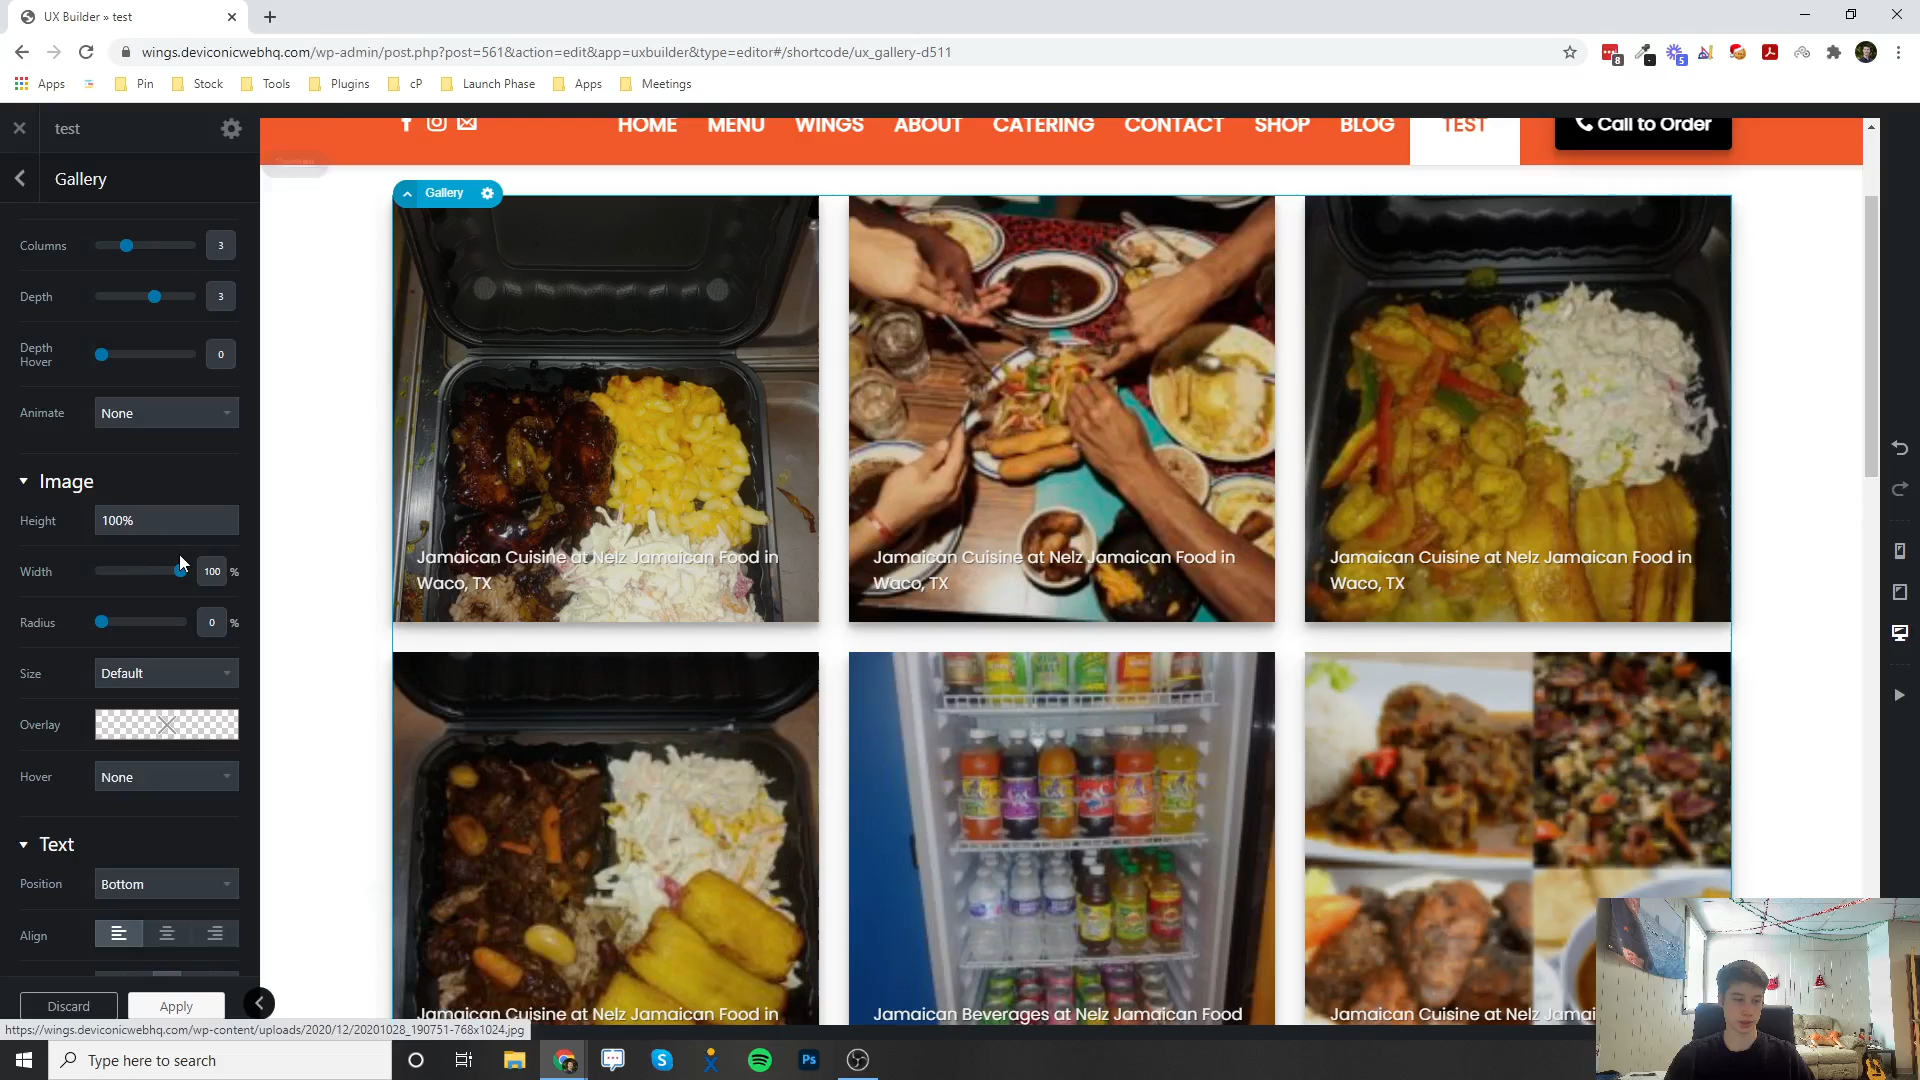 UX Builder » test
wings.deviconicwebhq.com/wp-admin/post.php?post=561&action=edit&app=uxbuilder&type=editor#/shortcode/ux_gallery-d511
8
5
Apps
Pin
Stock
Tools
Plugins
cP
Launch Phase
Apps
Meetings
test
HOME
MENU
WINGS
ABOUT
CATERING
CONTACT
SHOP
BLOG
TEST
Call to Order
Gallery
Gallery
Columns
3
Depth
3
Depth
Hover
0
Animate
None
Image
Height
100%
Width
100 %
Radius
0 %
Size
Default
Overlay
Hover
None
Text
Position
Bottom
Align
Discard
Apply
Jamaican Cuisine at Nelz Jamaican Food in
Waco, TX
Jamaican Cuisine at Nelz Jamaican Food in
Waco, TX
Jamaican Cuisine at Nelz Jamaican Food in
Waco, TX
Jamaican Cuisine at Nelz Jamaican Food in
Jamaican Beverages at Nelz Jamaican Food
Jamaican Cuisine at Nelz Jamai
https://wings.deviconicwebhq.com/wp-content/uploads/2020/12/20201028_190751-768x1024.jpg
Type here to search
S
Ps